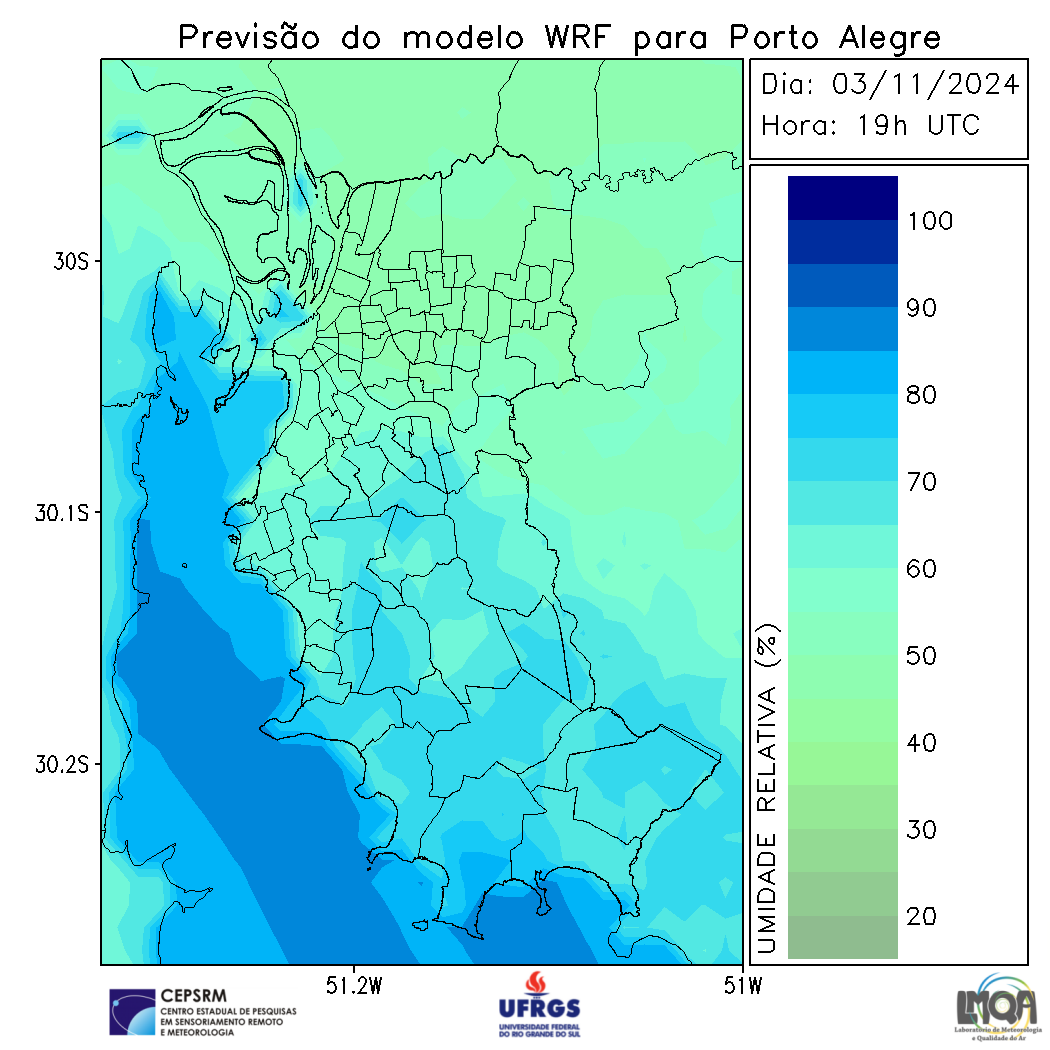 Previsão do modelo WRF para Porto Alegre
Dia: 03/11/2024
Hora: 19h UTC
30S
30.1S
30.2S
51.2W
51W
UMIDADE RELATIVA (%)
100
90
80
70
60
50
40
30
20
CEPSRM
CENTRO ESTADUAL DE PESQUISAS
EM SENSORIAMENTO REMOTO
E METEOROLOGIA
UFRGS
UNIVERSIDADE FEDERAL
DO RIO GRANDE DO SUL
LMQA
Laboratório de Meteorologia
e Qualidade do Ar